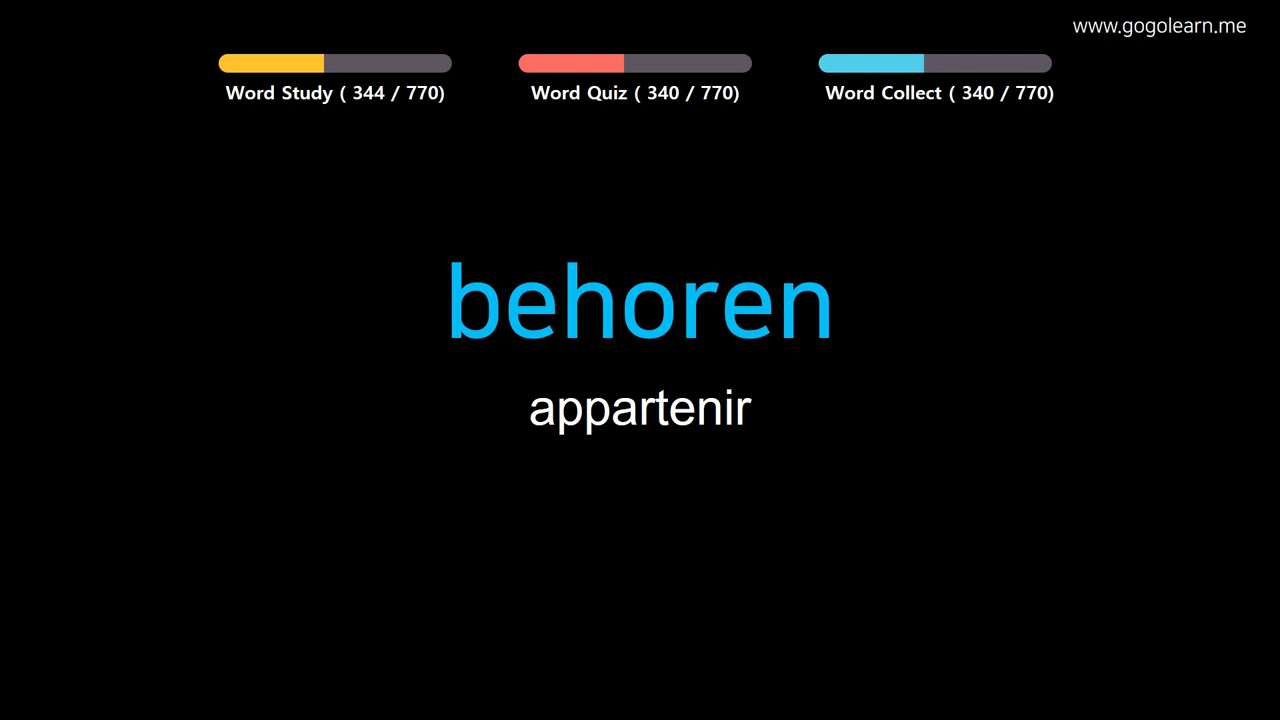 www.gogolearn.me
Word Study ( 344 / 770)
Word Quiz ( 340 / 770)
Word Collect ( 340 / 770)
behoren
appartenir